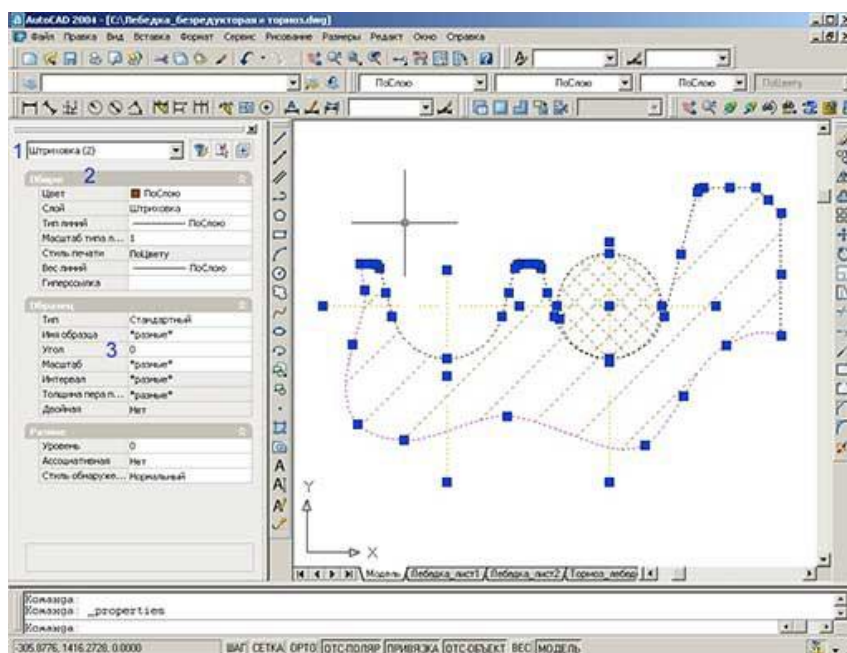 AutoCAD 2004 - [C:\Лебедка_безредукторая и тормоз.dwg]
Файл Правка Вид Вставка Формат Сервис Рисование Размеры Редакт Окно Справка
ПоСлою ПоСлою ПоСлою ПоЦвету
1 Штриховка (2)
Общие 2
Цвет ПоСлою
Слой Штриховка
Тип линий ПоСлою
Масштаб типа л... 1
Стиль печати ПоЦвету
Вес линий ПоСлою
Гиперссылка
Образец
Тип Стандартный
Имя образца *разные*
Угол 3 0
Масштаб *разные*
Интервал *разные*
Толщина пера п... *разные*
Двойная Нет
Разное
Уровень 0
Ассоциативная Нет
Стиль обнаруже... Нормальный
Y
X
Модель Лебедка_лист1 Лебедка_лист2 Тормоз_лебед
Команда:
Команда: _properties
Команда:
-305.8776, 1416.2728, 0.0000 ШАГ СЕТКА ОРТО ОТС-ПОЛЯР ПРИВЯЗКА ОТС-ОБЪЕКТ ВЕС МОДЕЛЬ